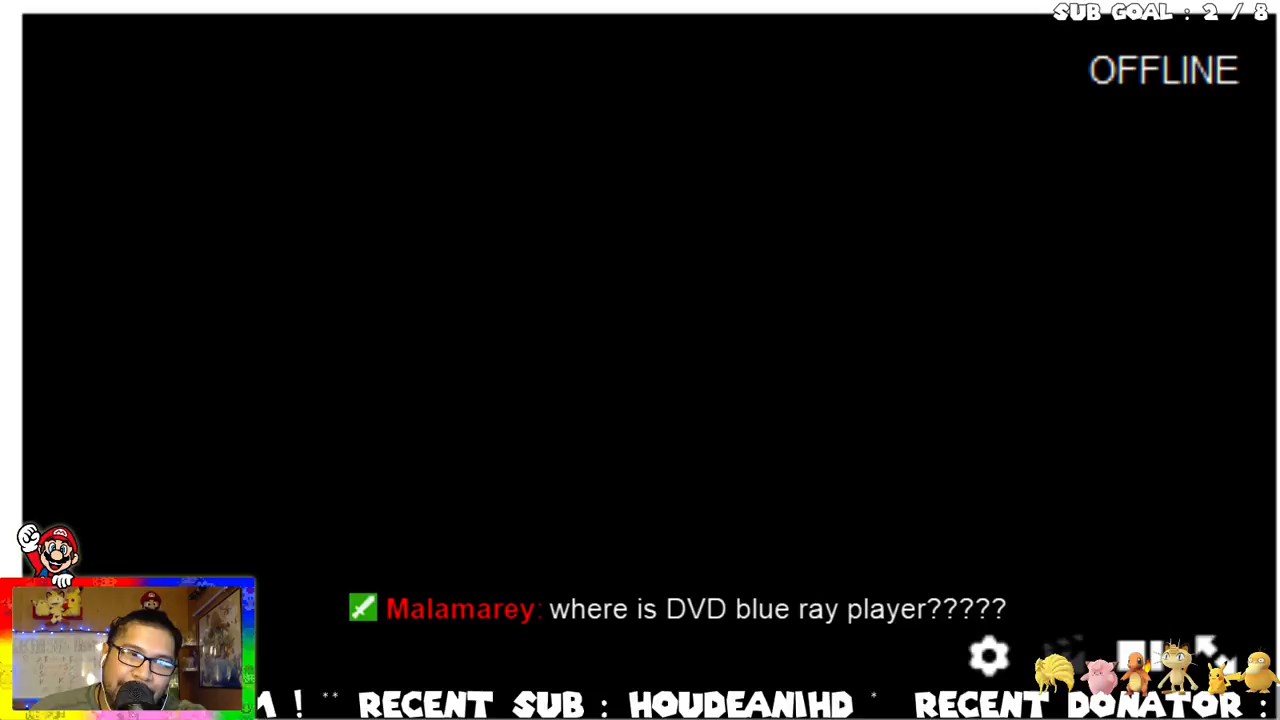 SUB GOAL : 2 / 8
OFFLINE
Malamarey: where is DVD blue ray player?????
M ! ** RECENT SUB : HOUDEANIHD * RECENT DONATOR :